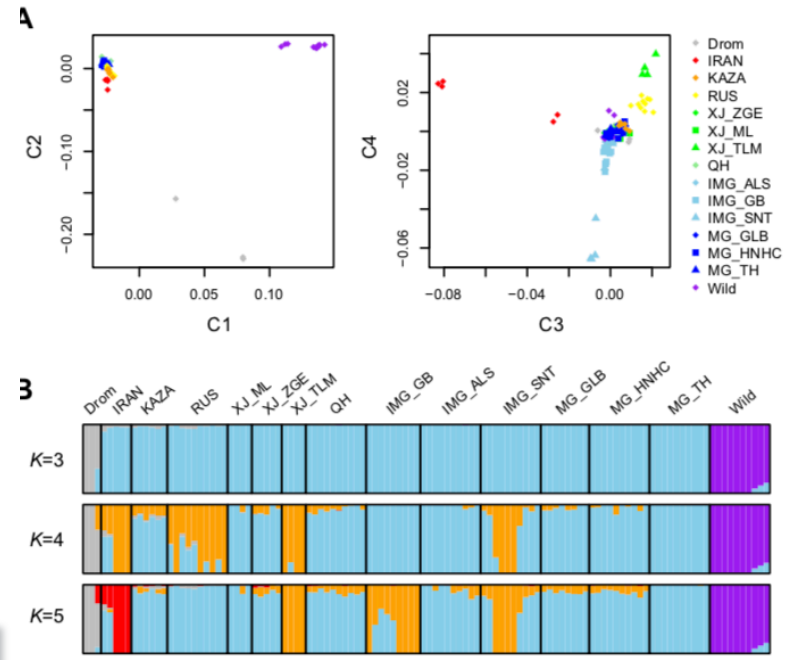 A
C2
0.00
−0.10
−0.20
0.00
0.05
0.10
C1
C4
0.02
−0.02
−0.06
−0.08
−0.04
0.00
C3
Drom
IRAN
KAZA
RUS
XJ_ZGE
XJ_ML
XJ_TLM
QH
IMG_ALS
IMG_GB
IMG_SNT
MG_GLB
MG_HNHC
MG_TH
Wild
B
Drom IRAN KAZA RUS XJ_ML XJ_ZGE XJ_TLM QH IMG_GB IMG_ALS IMG_SNT MG_GLB MG_HNHC MG_TH Wild
K=3
K=4
K=5